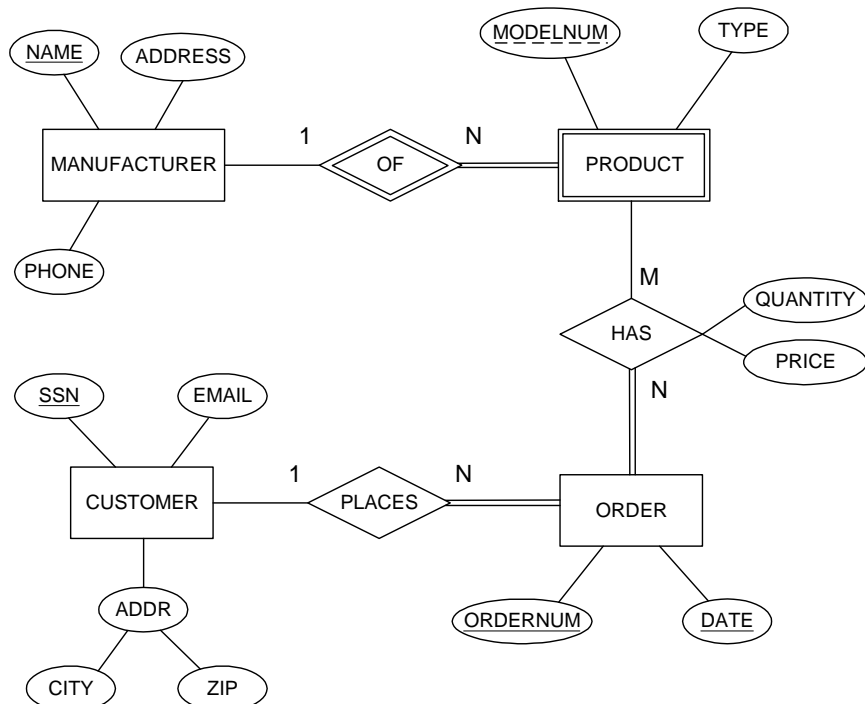 MODELNUM
TYPE
NAME
ADDRESS
1
N
MANUFACTURER
OF
PRODUCT
PHONE
M
QUANTITY
HAS
PRICE
N
SSN
EMAIL
1
N
CUSTOMER
PLACES
ORDER
ADDR
ORDERNUM
DATE
CITY
ZIP